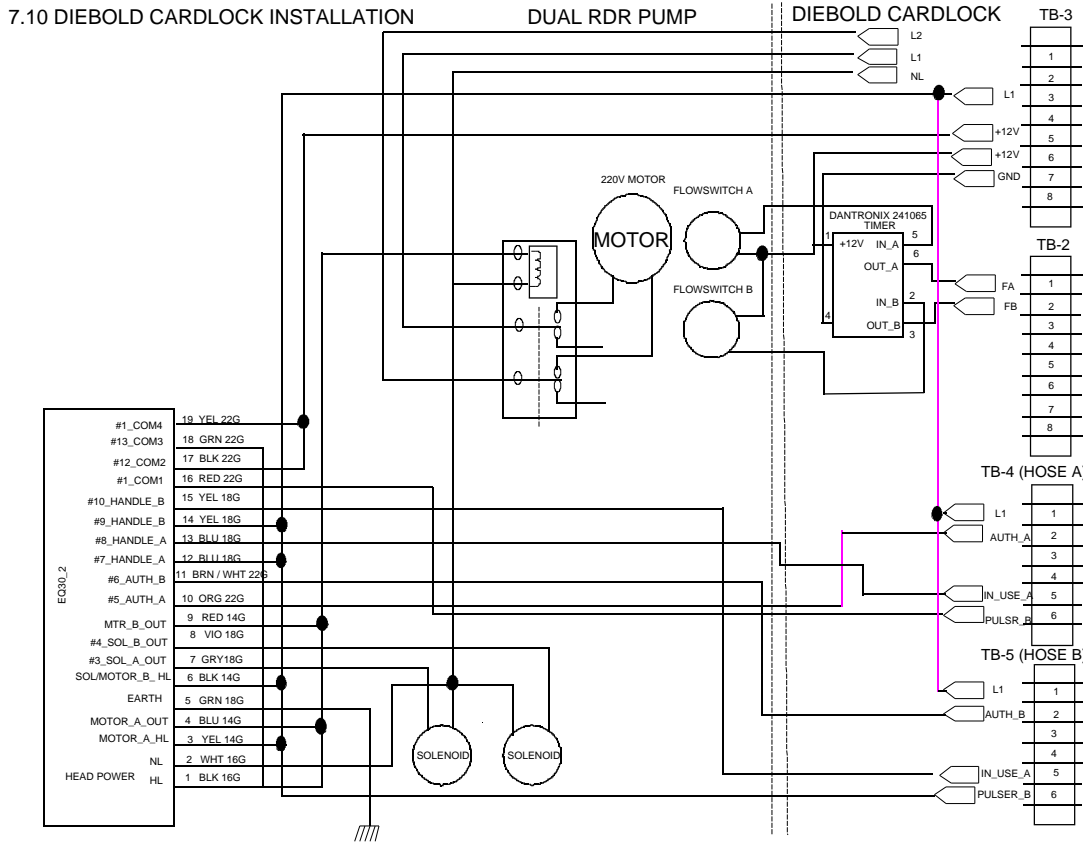 7.10 DIEBOLD CARDLOCK INSTALLATION
DUAL RDR PUMP
DIEBOLD CARDLOCK
TB-3
L2
L1
NL
L1
+12V
+12V
GND
1
2
3
4
5
6
7
8
220V MOTOR
MOTOR
FLOWSWITCH A
FLOWSWITCH B
DANTRONIX 241065
TIMER
1
+12V
IN_A
5
6
OUT_A
IN_B
2
4
OUT_B
3
TB-2
FA
FB
1
2
3
4
5
6
7
8
EQ30_2
#1_COM4
19 YEL 22G
#13_COM3
18 GRN 22G
#12_COM2
17 BLK 22G
#1_COM1
16 RED 22G
#10_HANDLE_B
15 YEL 18G
#9_HANDLE_B
14 YEL 18G
#8_HANDLE_A
13 BLU 18G
#7_HANDLE_A
12 BLU 18G
#6_AUTH_B
11 BRN / WHT 22G
#5_AUTH_A
10 ORG 22G
MTR_B_OUT
9 RED 14G
#4_SOL_B_OUT
8 VIO 18G
#3_SOL_A_OUT
7 GRY18G
SOL/MOTOR_B_ HL
6 BLK 14G
EARTH
5 GRN 18G
MOTOR_A_OUT
4 BLU 14G
MOTOR_A_HL
3 YEL 14G
NL
2 WHT 16G
HEAD POWER
HL
1 BLK 16G
SOLENOID
SOLENOID
TB-4 (HOSE A)
L1
AUTH_A
IN_USE_A
PULSR_B
1
2
3
4
5
6
TB-5 (HOSE B)
L1
AUTH_B
IN_USE_A
PULSER_B
1
2
3
4
5
6